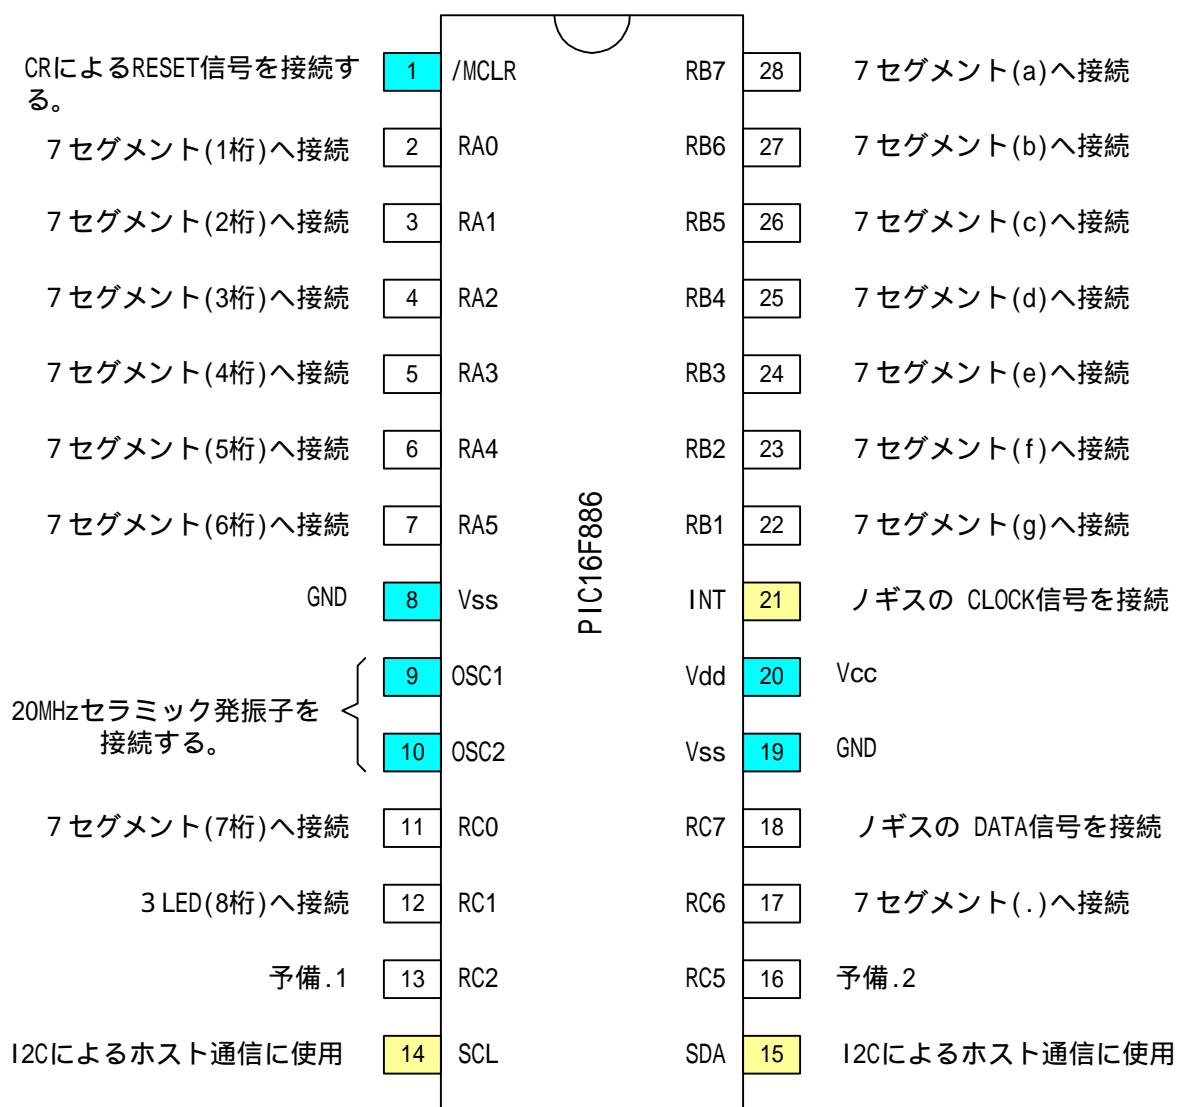 CRによるRESET信号を接続す 1 /MCLR RB7 28 7セグメント(a)へ接続
る。
7セグメント(1桁)へ接続 2 RA0 RB6 27 7セグメント(b)へ接続
7セグメント(2桁)へ接続 3 RA1 RB5 26 7セグメント(c)へ接続
7セグメント(3桁)へ接続 4 RA2 RB4 25 7セグメント(d)へ接続
7セグメント(4桁)へ接続 5 RA3 RB3 24 7セグメント(e)へ接続
7セグメント(5桁)へ接続 6 RA4 RB2 23 7セグメント(f)へ接続
7セグメント(6桁)へ接続 7 RA5 RB1 22 7セグメント(g)へ接続
PIC16F886
GND 8 Vss INT 21 ノギスの CLOCK信号を接続
9 OSC1 Vdd 20 Vcc
20MHzセラミック発振子を
接続する。
10 OSC2 Vss 19 GND
7セグメント(7桁)へ接続 11 RC0 RC7 18 ノギスの DATA信号を接続
3LED(8桁)へ接続 12 RC1 RC6 17 7セグメント(.)へ接続
予備.1 13 RC2 RC5 16 予備.2
I2Cによるホスト通信に使用 14 SCL SDA 15 I2Cによるホスト通信に使用